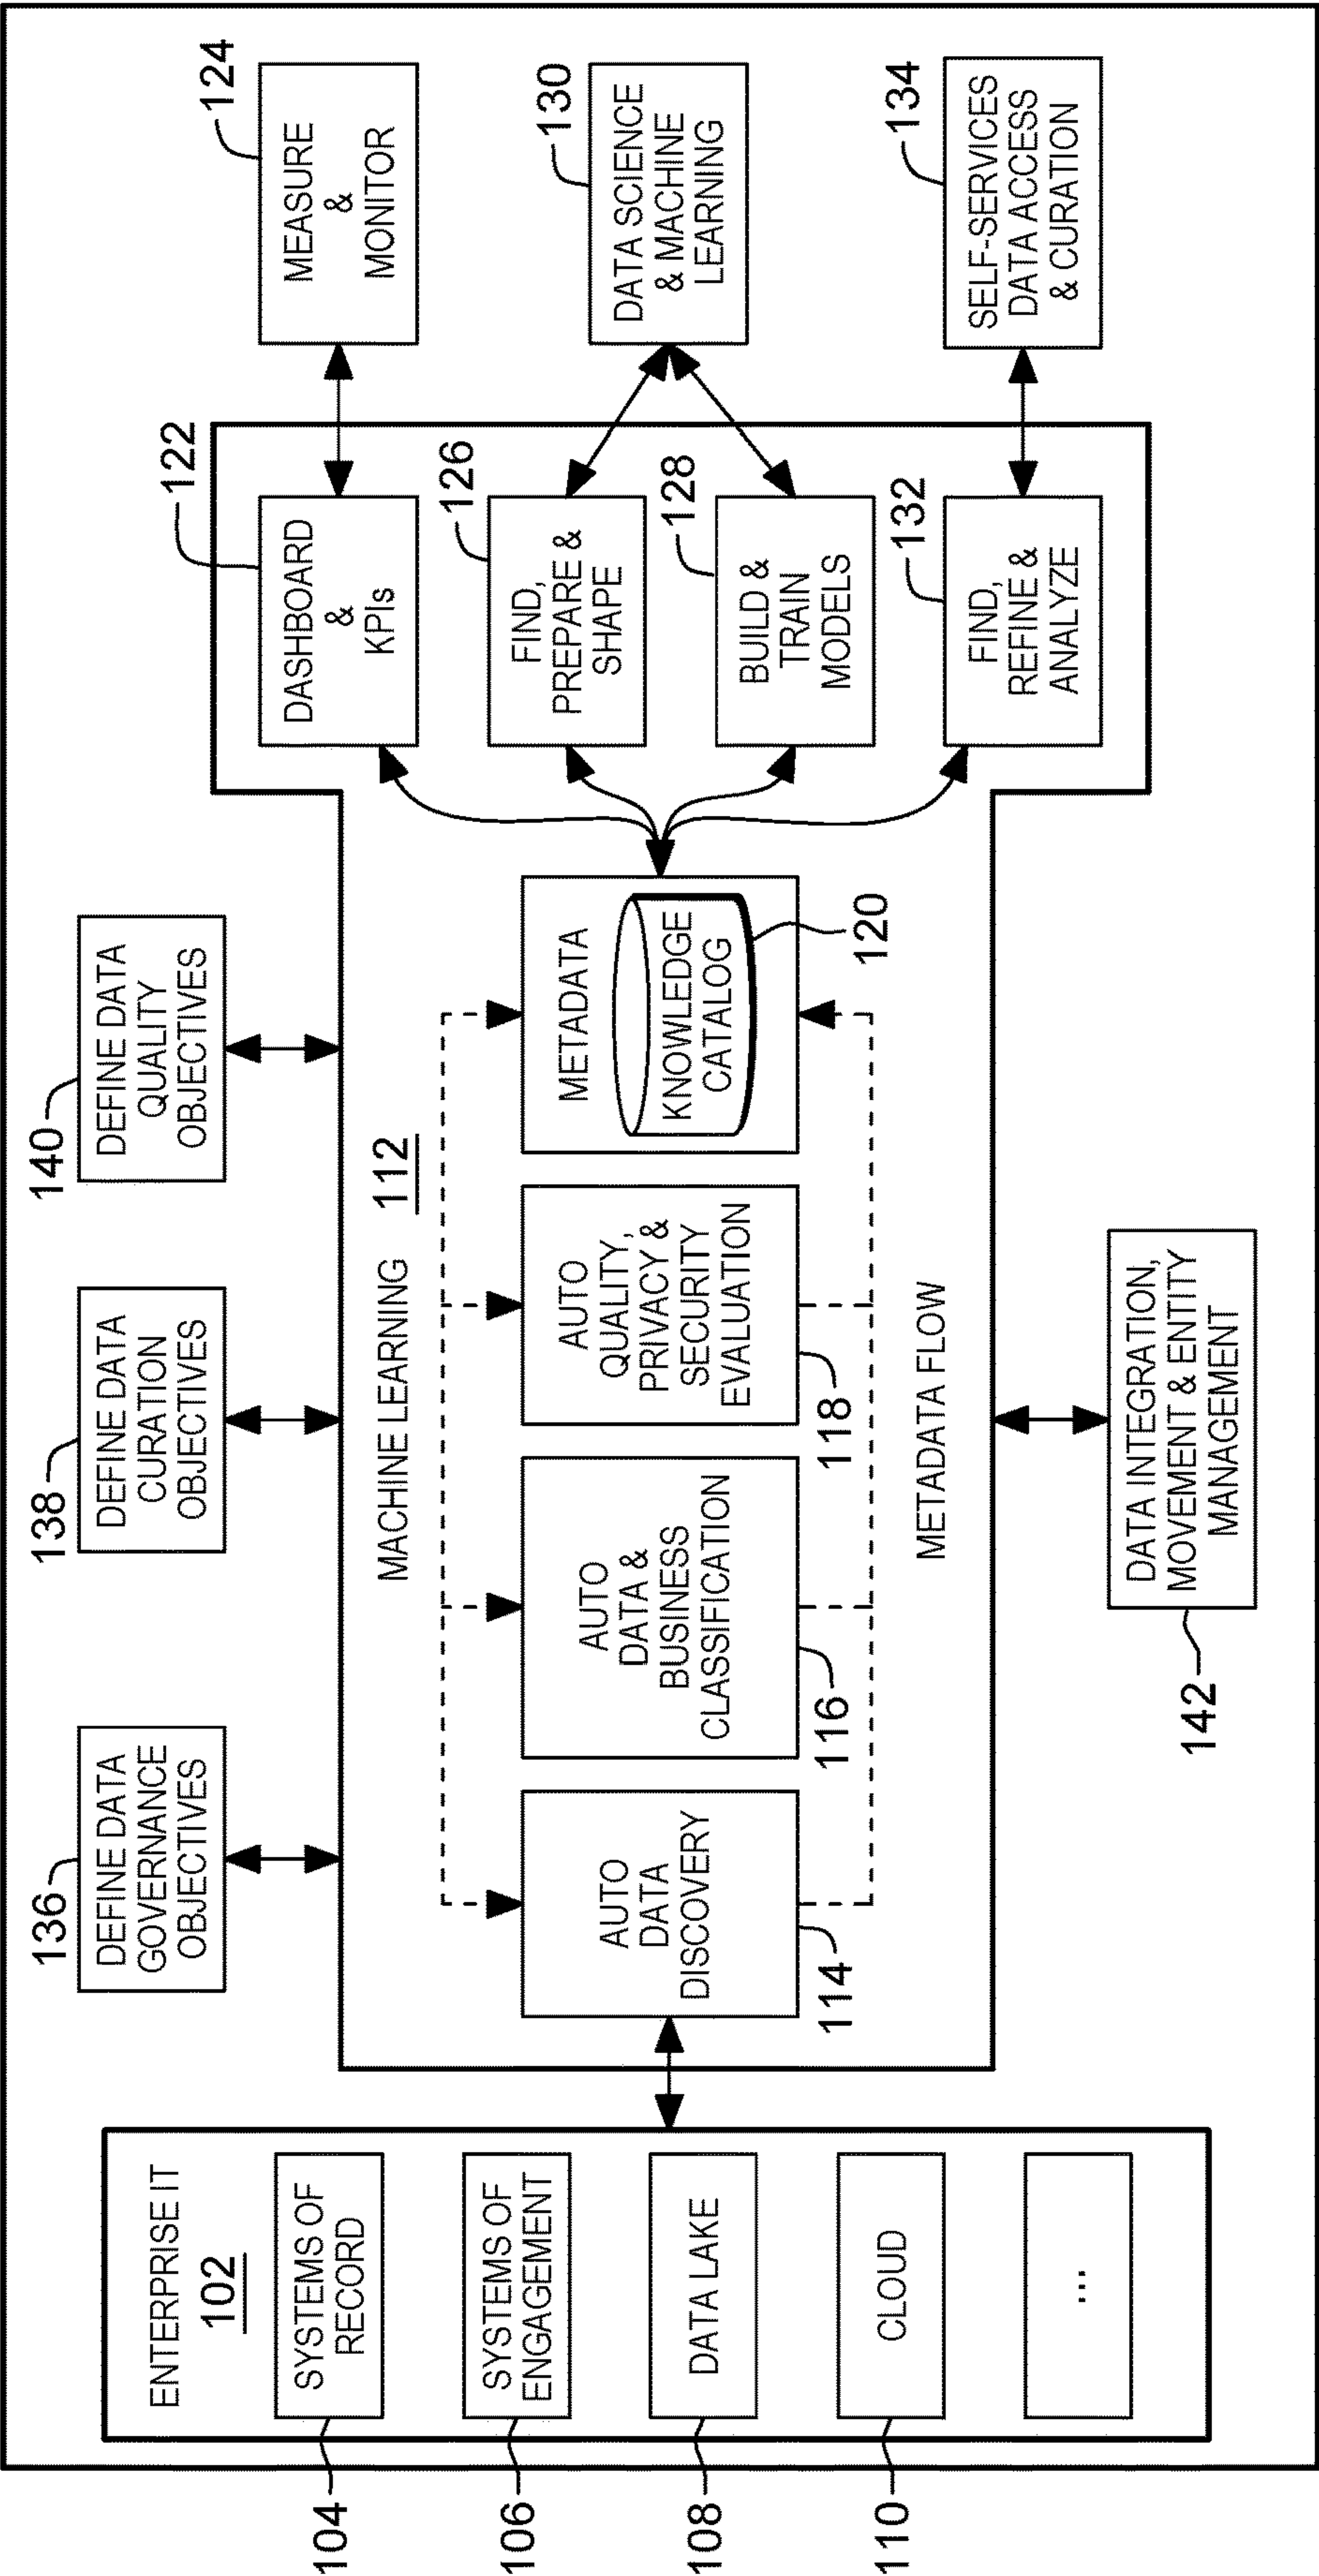 136
DEFINE DATA
GOVERNANCE
OBJECTIVES
138
DEFINE DATA
CURATION
OBJECTIVES
140
DEFINE DATA
QUALITY
OBJECTIVES
ENTERPRISE IT
102
104
SYSTEMS OF
RECORD
106
SYSTEMS OF
ENGAGEMENT
108
DATA LAKE
110
CLOUD
...
MACHINE LEARNING
112
AUTO
DATA
DISCOVERY
114
AUTO
DATA &
BUSINESS
CLASSIFICATION
116
AUTO
QUALITY,
PRIVACY &
SECURITY
EVALUATION
118
METADATA
KNOWLEDGE
CATALOG
120
METADATA FLOW
122
DASHBOARD
&
KPIs
124
MEASURE
&
MONITOR
126
FIND,
PREPARE &
SHAPE
128
BUILD &
TRAIN
MODELS
130
DATA SCIENCE
& MACHINE
LEARNING
132
FIND,
REFINE &
ANALYZE
134
SELF-SERVICES
DATA ACCESS
& CURATION
142
DATA INTEGRATION,
MOVEMENT & ENTITY
MANAGEMENT